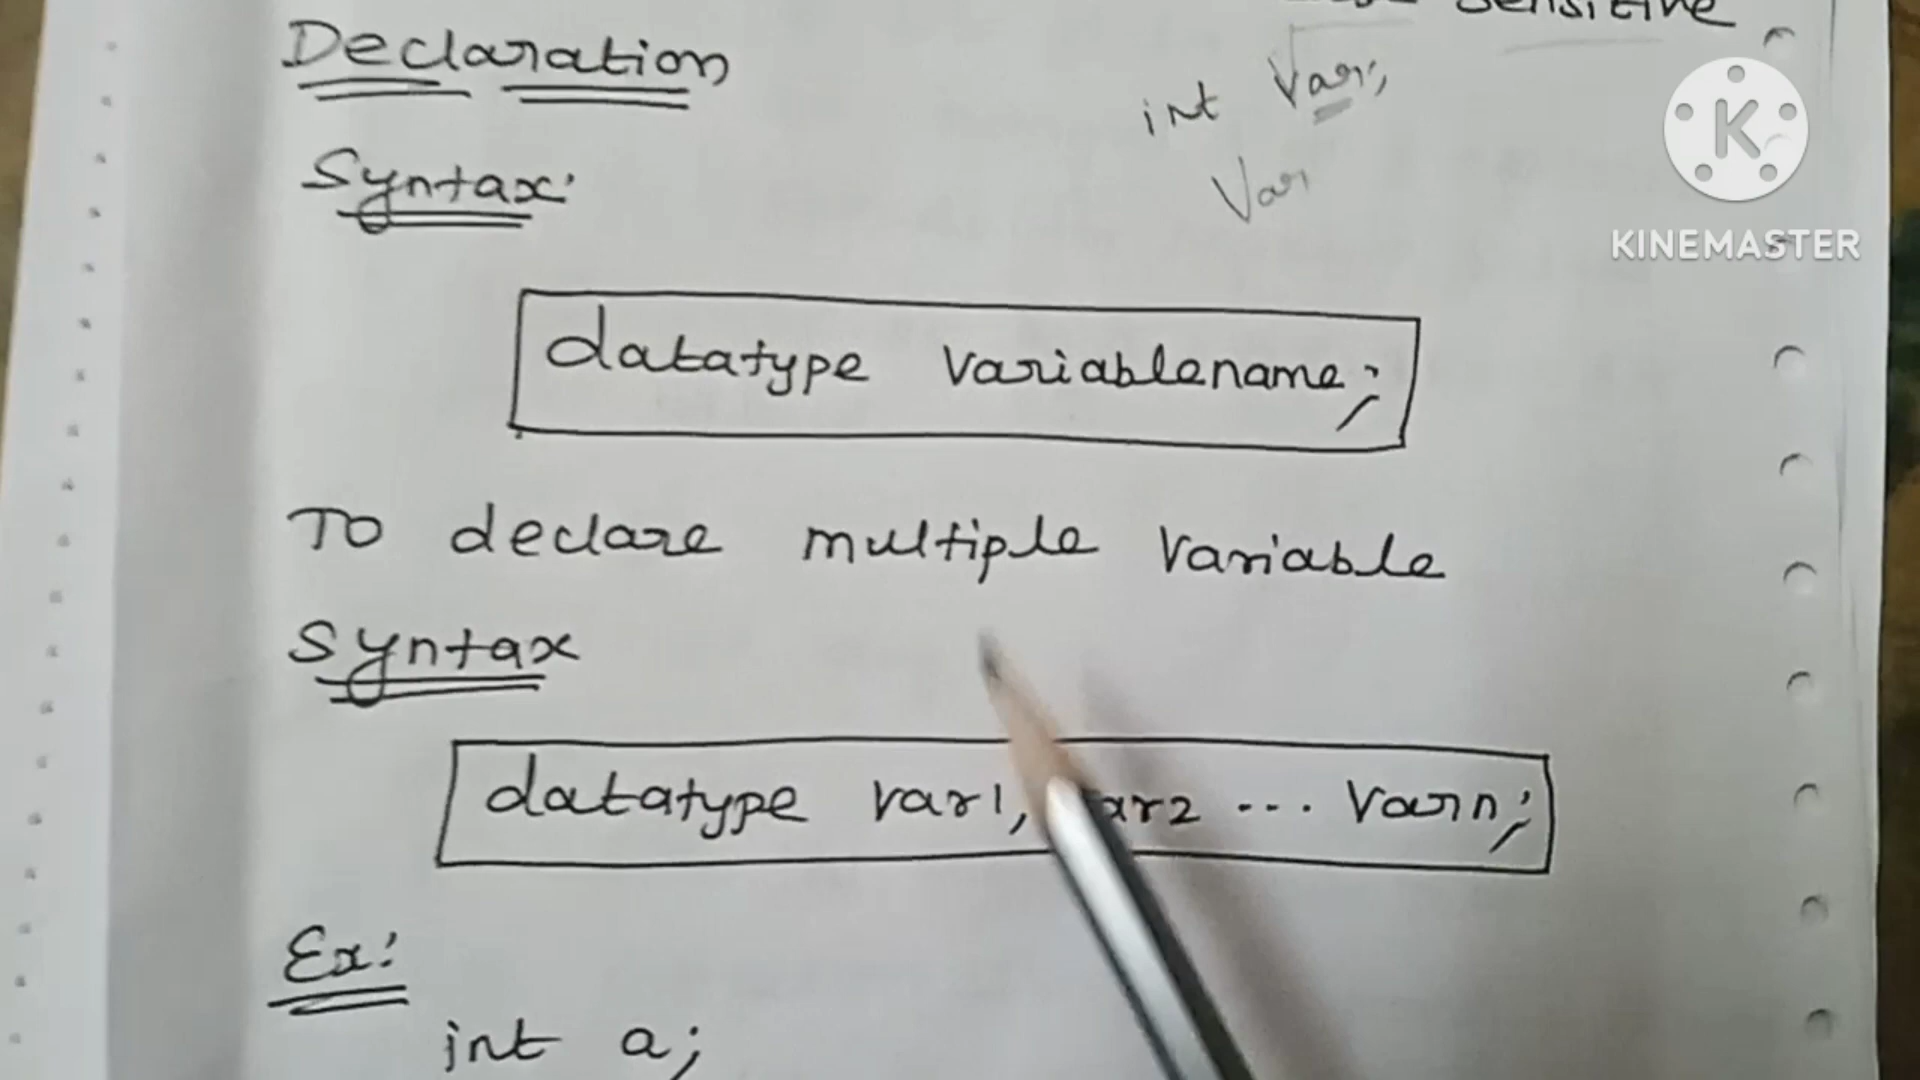 Sensitive
Declaration
int Var;
Syntax:
Var
K
KINEMASTER
datatype variablename;
To declare multiple variable
Syntax
datatype var1, ar2 ... Varn;
Ex:
int a;